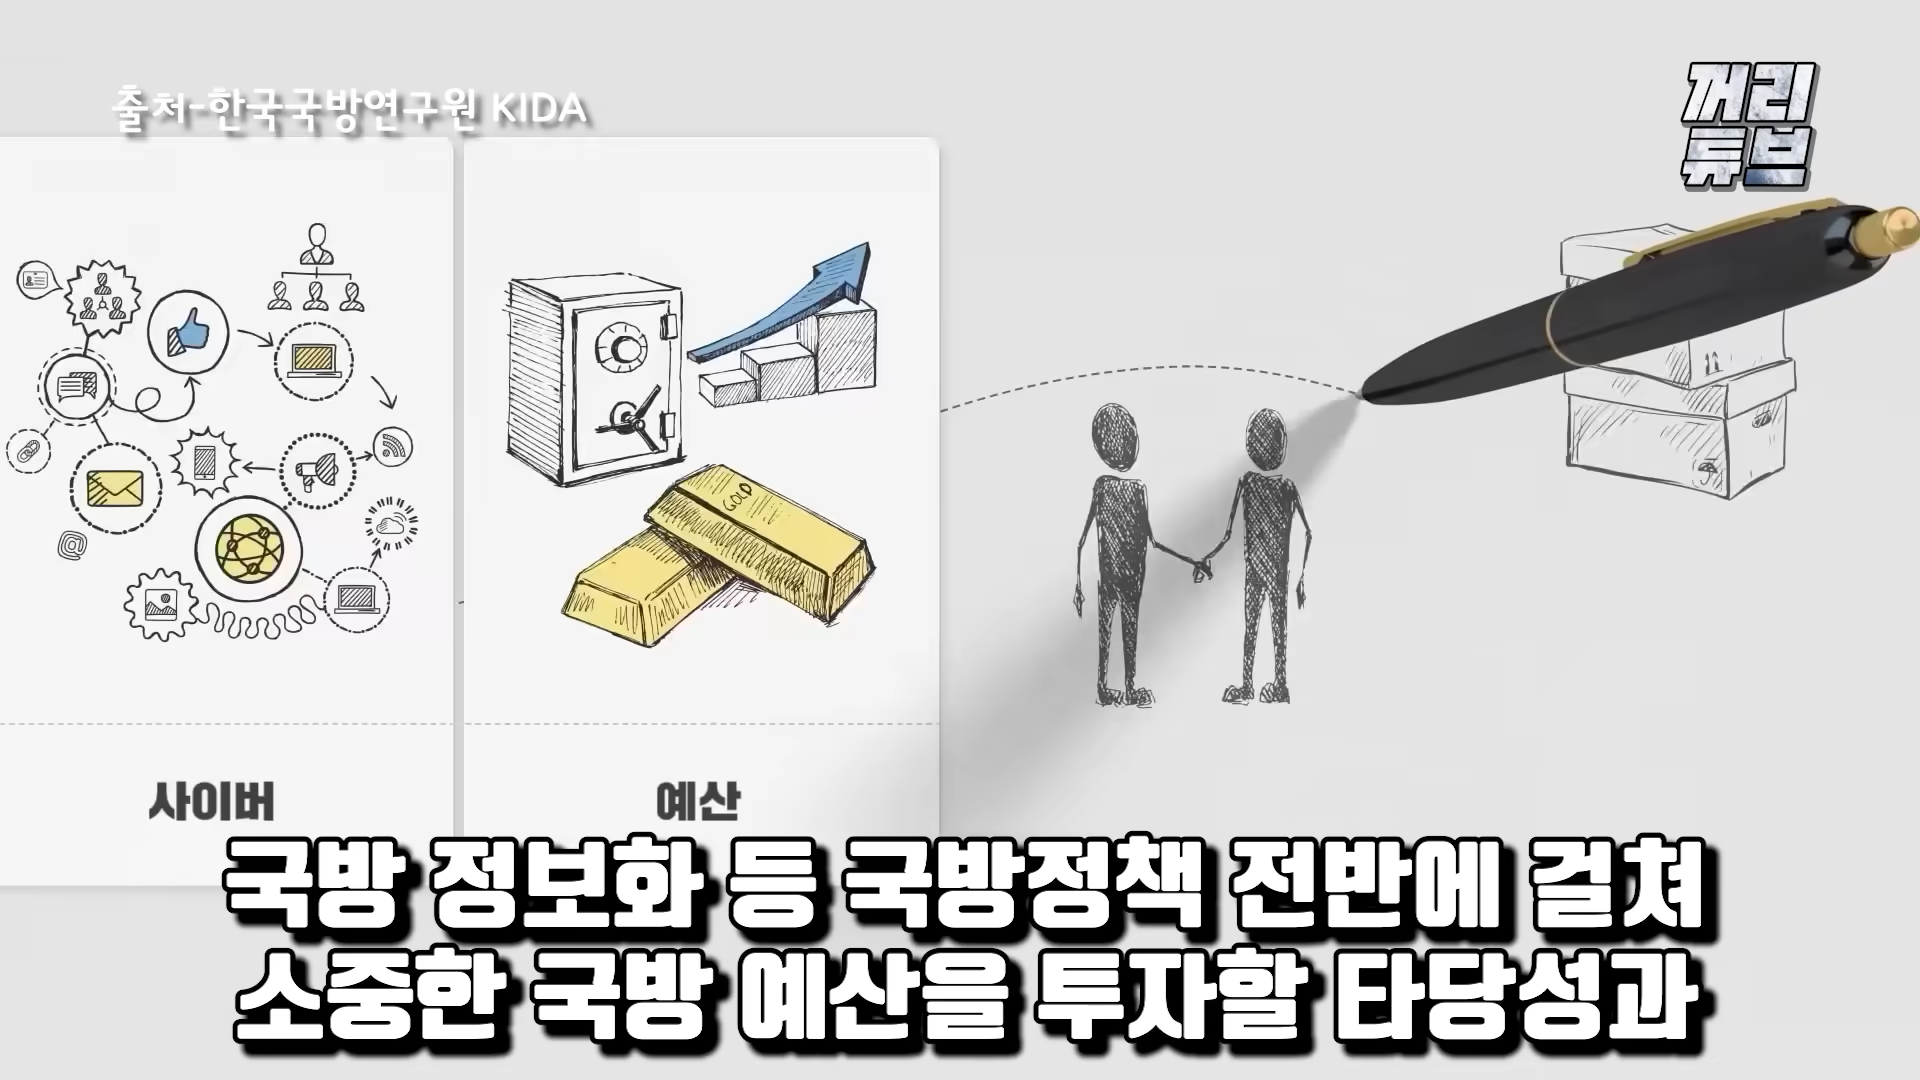 출처-한국국방연구원 KIDA
꺼리
튜브
GOLD
사이버
예산
국방 정보화 등 국방정책 전반에 걸쳐
소중한 국방 예산을 투자할 타당성과